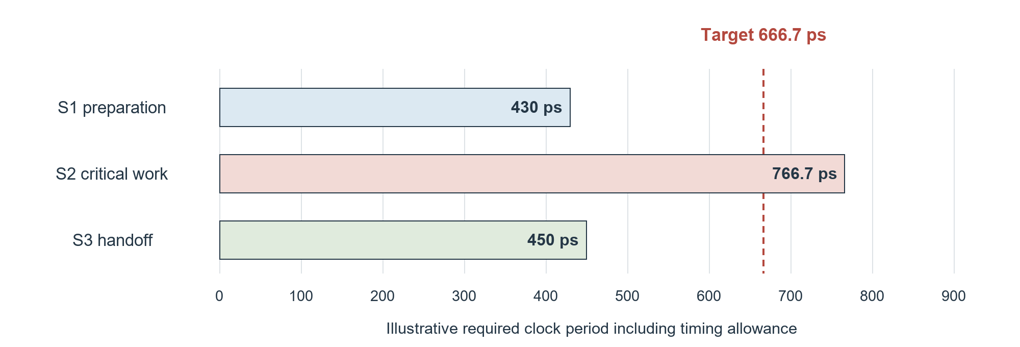 Target 666.7 ps
S1 preparation
430 ps
S2 critical work
766.7 ps
S3 handoff
450 ps
0 100 200 300 400 500 600 700 800 900
Illustrative required clock period including timing allowance